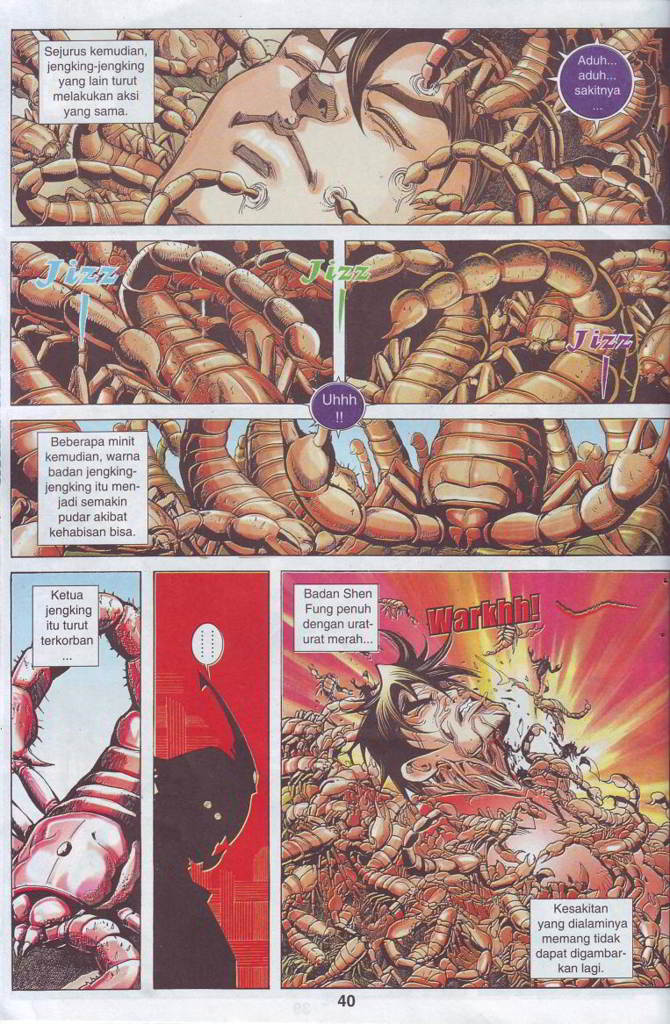 Sejurus kemudian,
jengking-jengking
yang lain turut
melakukan aksi
yang sama.
Aduh...
aduh...
sakitnya
...
Jizz
Jizz
Jizz
Uhhh
!!
Beberapa minit
kemudian, warna
badan jengking-
jengking itu men-
jadi semakin
pudar akibat
kehabisan bisa.
Ketua
jengking
itu turut
terkorban
...
Badan Shen
Fung penuh
dengan urat-
urat merah...
Warkhh!
Kesakitan
yang dialaminya
memang tidak
dapat digambar-
kan lagi.
40